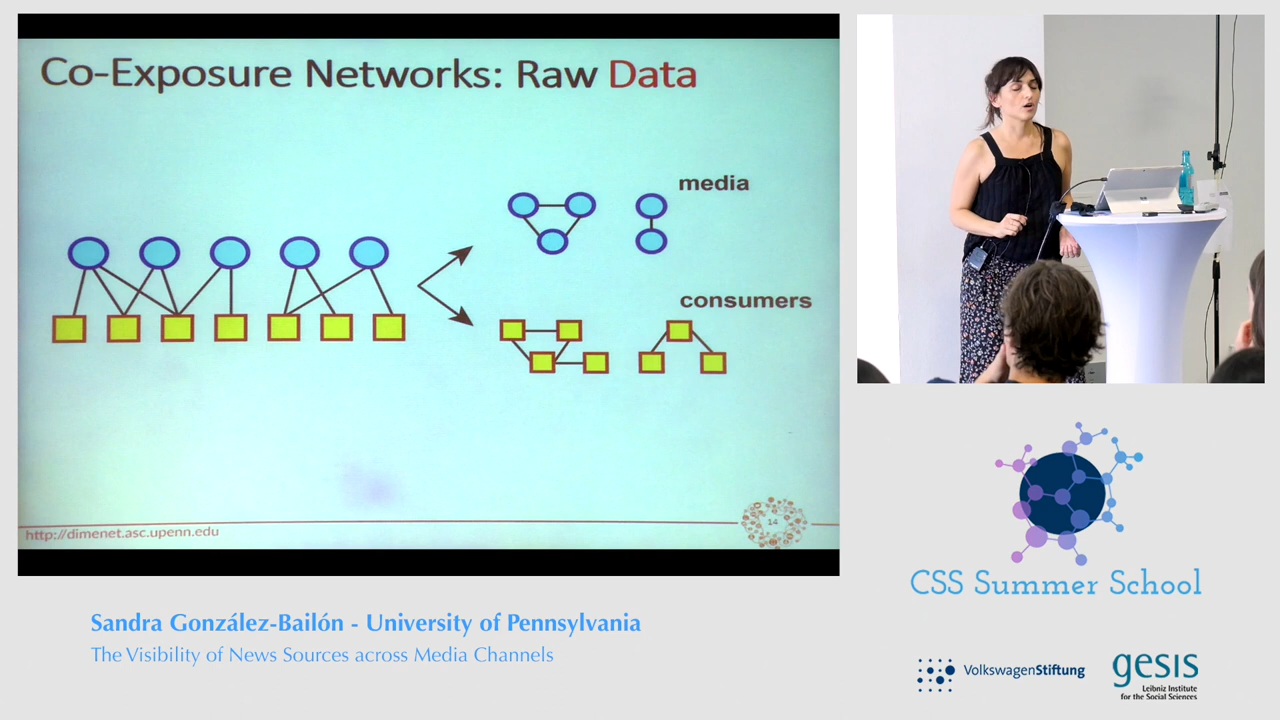 Co-Exposure Networks: Raw Data
media
consumers
14
http://dimenet.asc.upenn.edu
Sandra González-Bailón - University of Pennsylvania
The Visibility of News Sources across Media Channels
CSS Summer School
VolkswagenStiftung
gesis
Leibniz Institute
for the Social Sciences